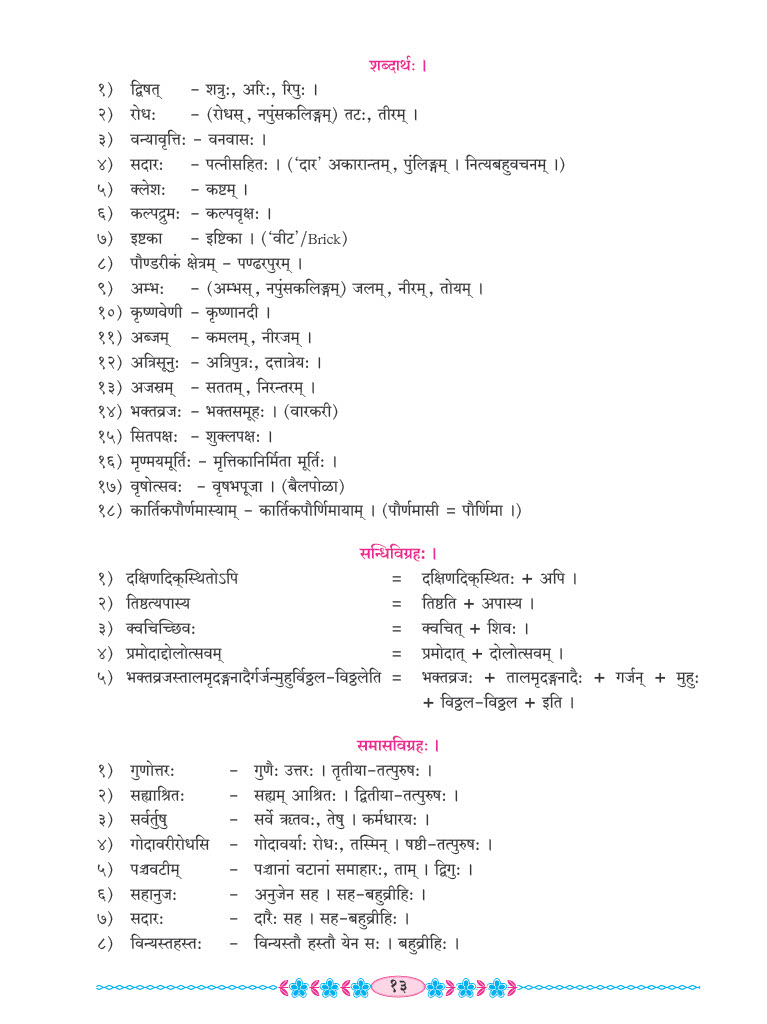 शब्दार्थः ।
१) द्विषत् – शत्रुः, अरिः, रिपुः ।
२) रोधः – (रोधस्, नपुंसकलिङ्गम्) तटः, तीरम् ।
३) वन्यावृत्तिः – वनवासः ।
४) सदारः – पत्नीसहितः । (‘दार’ अकारान्तम्, पुंलिङ्गम् । नित्यबहुवचनम् ।)
५) क्लेशः – कष्टम् ।
६) कल्पद्रुमः – कल्पवृक्षः ।
७) इष्टका – इष्टिका । (‘वीट’/Brick)
८) पौण्डरीकं क्षेत्रम् – पण्ढरपुरम् ।
९) अम्भः – (अम्भस्, नपुंसकलिङ्गम्) जलम्, नीरम्, तोयम् ।
१०) कृष्णवेणी – कृष्णानदी ।
११) अब्जम् – कमलम्, नीरजम् ।
१२) अत्रिसूनुः – अत्रिपुत्रः, दत्तात्रेयः ।
१३) अजस्रम् – सततम्, निरन्तरम् ।
१४) भक्तव्रजः – भक्तसमूहः । (वारकरी)
१५) सितपक्षः – शुक्लपक्षः ।
१६) मृण्मयमूर्तिः – मृत्तिकानिर्मिता मूर्तिः ।
१७) वृषोत्सवः – वृषभपूजा । (बैलपोळा)
१८) कार्तिकपौर्णमास्याम् – कार्तिकपौर्णिमायाम् । (पौर्णमासी = पौर्णिमा ।)
सन्धिविग्रहः ।
१) दक्षिणदिक्‌स्थितोऽपि = दक्षिणदिक्‌स्थितः + अपि ।
२) तिष्ठत्यपास्य = तिष्ठति + अपास्य ।
३) क्वचिच्छिवः = क्वचित् + शिवः ।
४) प्रमोदाद्दोलोत्सवम् = प्रमोदात् + दोलोत्सवम् ।
५) भक्तव्रजस्तालमृदङ्गनादैर्गर्जन्मुहुर्विठ्ठल-विठ्ठलेति = भक्तव्रजः + तालमृदङ्गनादैः + गर्जन् + मुहुः
+ विठ्ठल-विठ्ठल + इति ।
समासविग्रहः ।
१) गुणोत्तरः – गुणैः उत्तरः । तृतीया-तत्पुरुषः ।
२) सह्याश्रितः – सह्यम् आश्रितः । द्वितीया-तत्पुरुषः ।
३) सर्वर्तुषु – सर्वे ऋतवः, तेषु । कर्मधारयः ।
४) गोदावरीरोधसि – गोदावर्याः रोधः, तस्मिन् । षष्ठी-तत्पुरुषः ।
५) पञ्चवटीम् – पञ्चानां वटानां समाहारः, ताम् । द्विगुः ।
६) सहानुजः – अनुजेन सह । सह-बहुव्रीहिः ।
७) सदारः – दारैः सह । सह-बहुव्रीहिः ।
८) विन्यस्तहस्तः – विन्यस्तौ हस्तौ येन सः । बहुव्रीहिः ।
१३